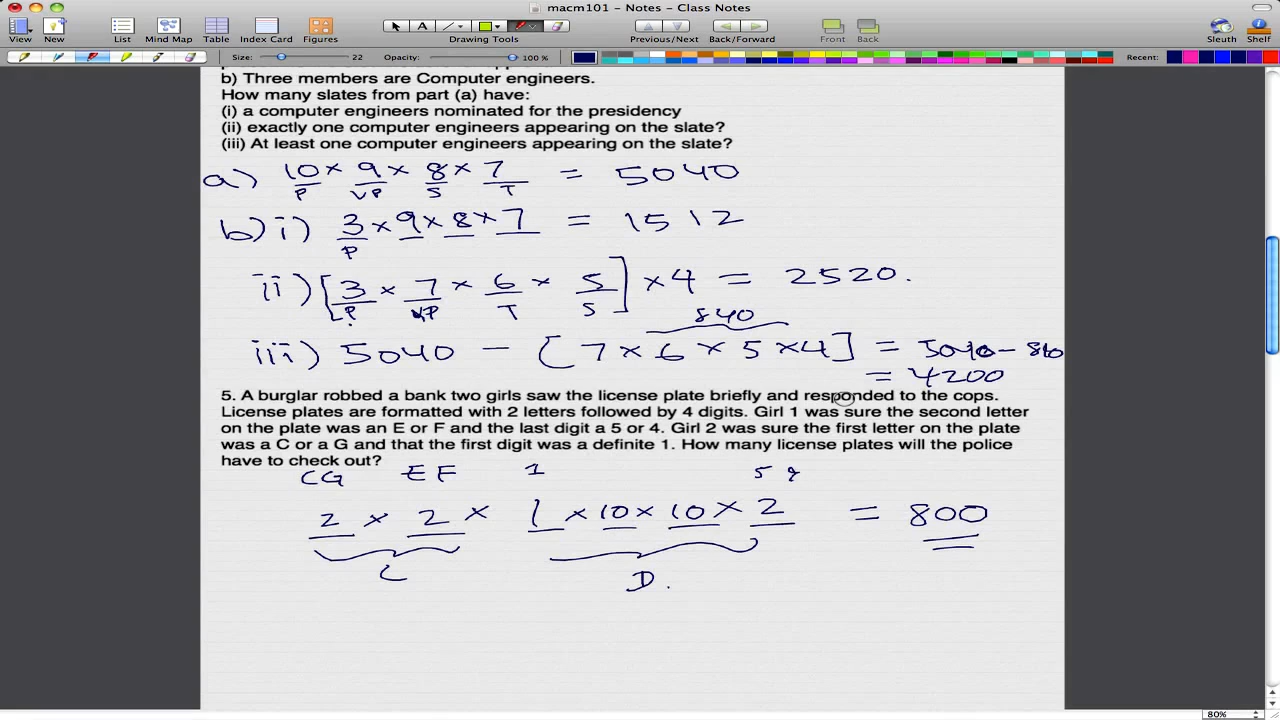 macm101 - Notes - Class Notes
View New List Mind Map Table Index Card Figures Drawing Tools Previous/Next Back/Forward Front Back Sleuth Shelf
Size: 22 Opacity: 100 % Recent:
b) Three members are Computer engineers.
How many slates from part (a) have:
(i) a computer engineers nominated for the presidency
(ii) exactly one computer engineers appearing on the slate?
(iii) At least one computer engineers appearing on the slate?
a) 10 × 9 × 8 × 7 = 5040
P VP S T
b) i) 3 × 9 × 8 × 7 = 1512
P
ii) [3 × 7 × 6 × 5] × 4 = 2520.
P VP T S
840
iii) 5040 - [7 × 6 × 5 × 4] = 5040 - 840
= 4200
5. A burglar robbed a bank two girls saw the license plate briefly and responded to the cops.
License plates are formatted with 2 letters followed by 4 digits. Girl 1 was sure the second letter
on the plate was an E or F and the last digit a 5 or 4. Girl 2 was sure the first letter on the plate
was a C or a G and that the first digit was a definite 1. How many license plates will the police
have to check out?
CG EF 1 5
2 × 2 × 1 × 10 × 10 × 2 = 800
L D.
80%